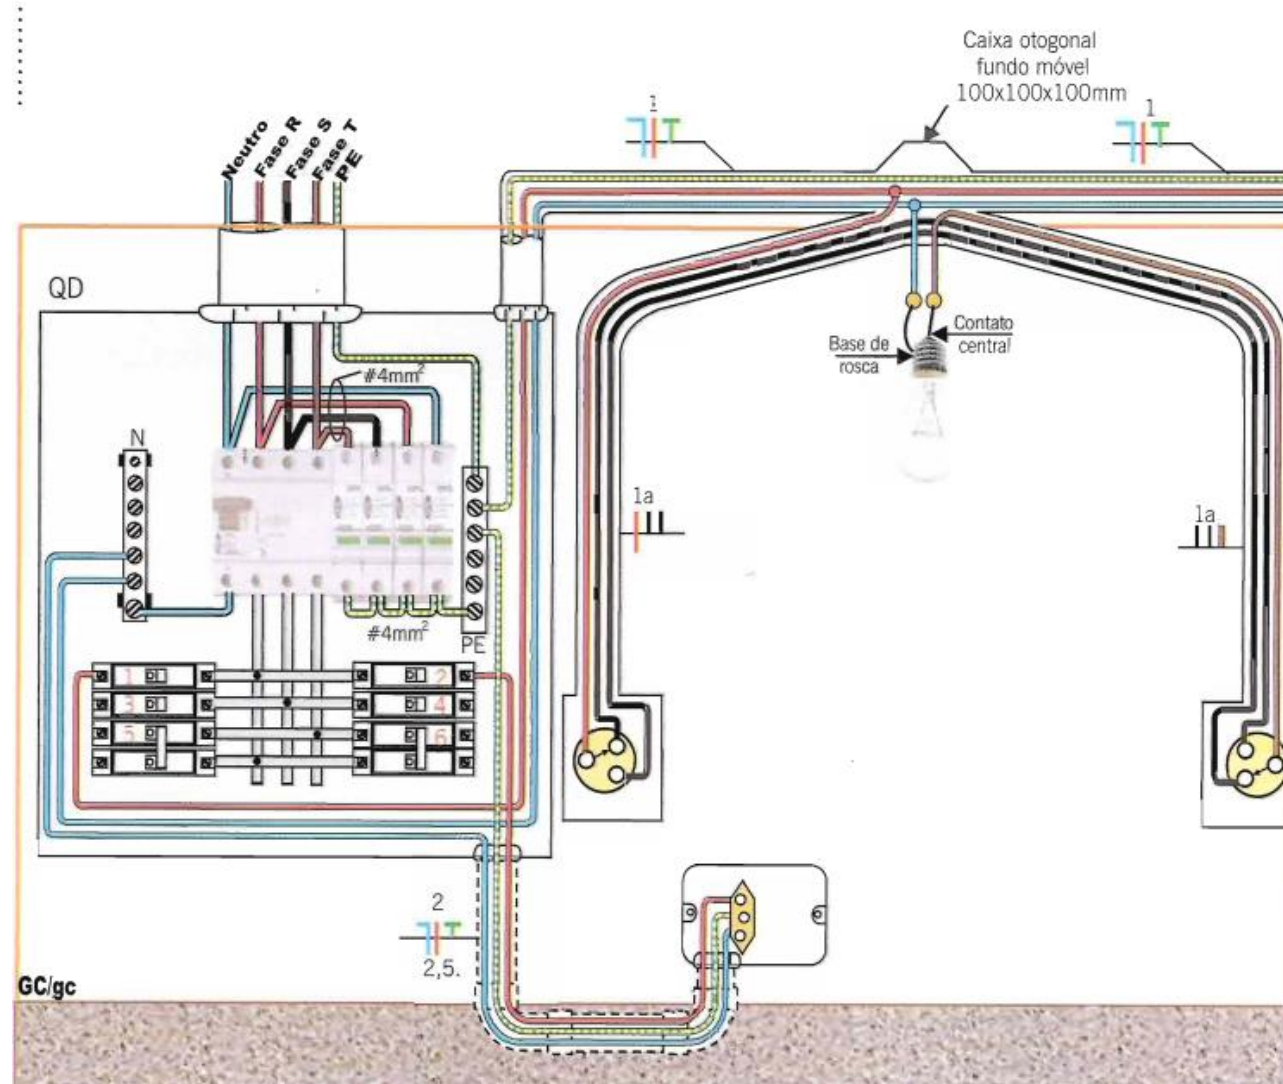 Caixa otogonal
fundo móvel
100x100x100mm
1
1
Neutro
Fase R
Fase S
Fase T
PE
QD
#4mm²
Contato
central
Base de
rosca
N
1a
1a
#4mm²
PE
1
2
3
4
5
6
2
2,5.
GC/gc